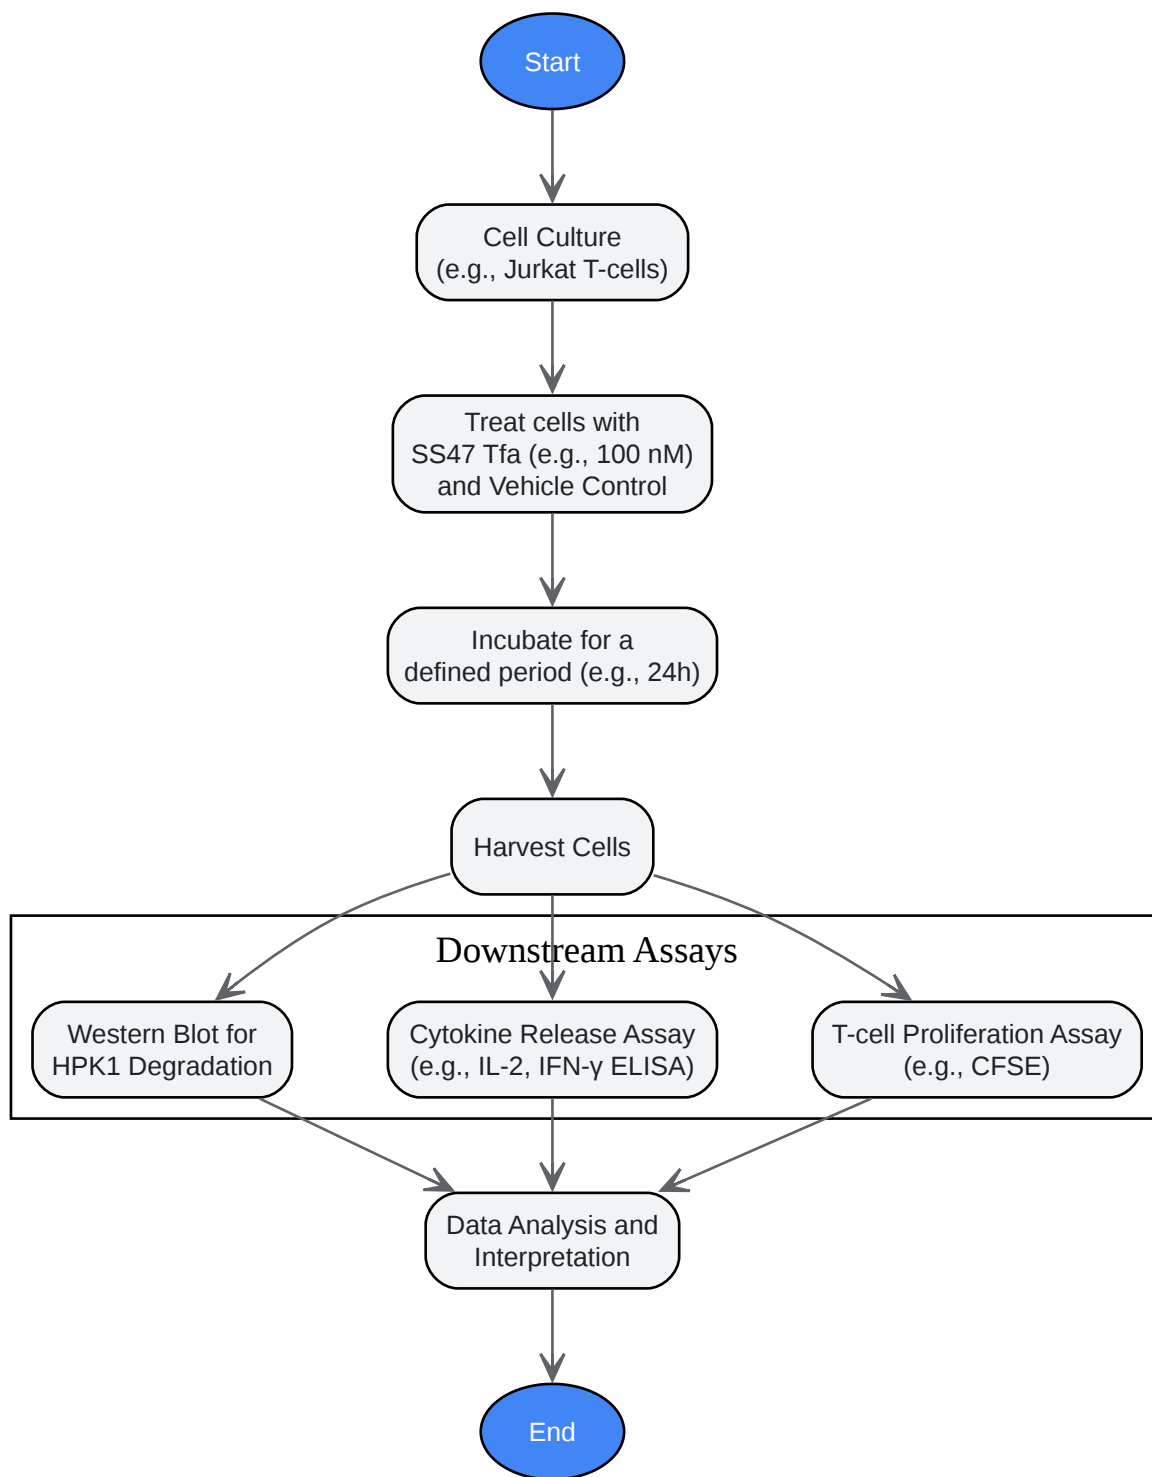 Start
Cell Culture
(e.g., Jurkat T-cells)
Treat cells with
SS47 Tfa (e.g., 100 nM)
and Vehicle Control
Incubate for a
defined period (e.g., 24h)
Harvest Cells
Downstream Assays
Western Blot for
HPK1 Degradation
Cytokine Release Assay
(e.g., IL-2, IFN-γ ELISA)
T-cell Proliferation Assay
(e.g., CFSE)
Data Analysis and
Interpretation
End